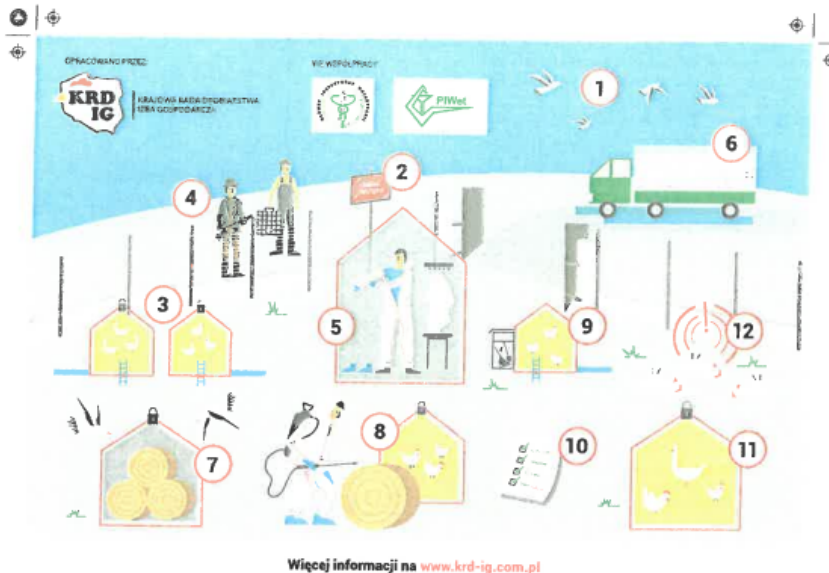 OPRACOWANO PRZEZ:
WE WSPÓŁPRACY
KRD
IG
KRAJOWA RADA DROBIARSTWA
IZBA GOSPODARCZA
PIWet
1
2
3
4
5
6
7
8
9
10
11
12
Więcej informacji na www.krd-ig.com.pl